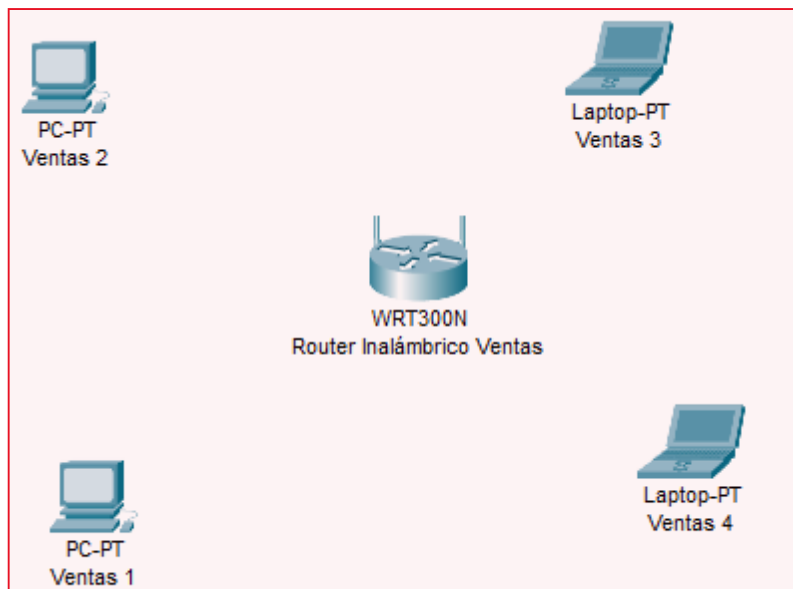 PC-PT
Ventas 2
Laptop-PT
Ventas 3
WRT300N
Router Inalámbrico Ventas
Laptop-PT
Ventas 4
PC-PT
Ventas 1